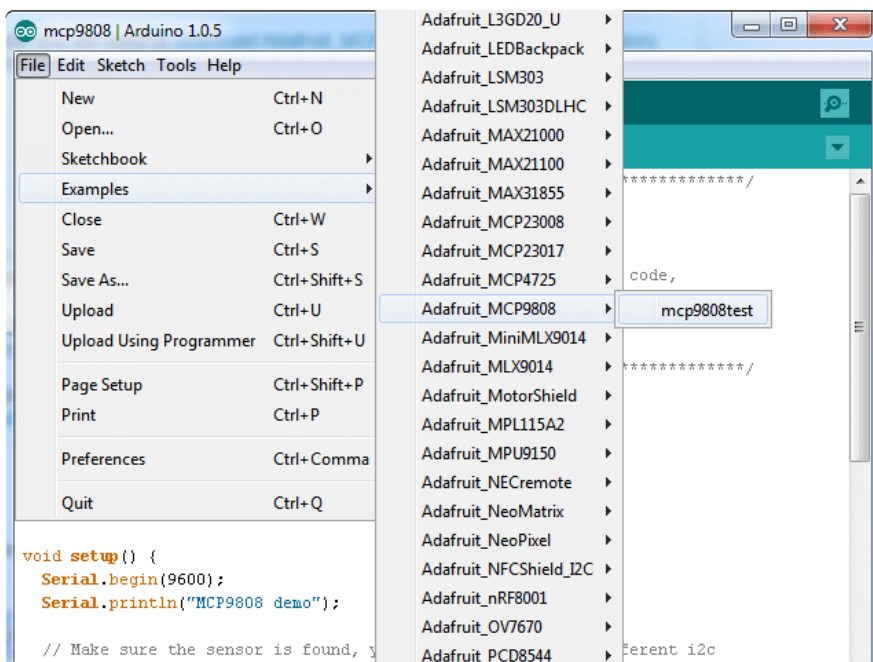 mcp9808 | Arduino 1.0.5
File Edit Sketch Tools Help
New Ctrl+N
Open... Ctrl+O
Sketchbook
Examples
Close Ctrl+W
Save Ctrl+S
Save As... Ctrl+Shift+S
Upload Ctrl+U
Upload Using Programmer Ctrl+Shift+U
Page Setup Ctrl+Shift+P
Print Ctrl+P
Preferences Ctrl+Comma
Quit Ctrl+Q
Adafruit_L3GD20_U
Adafruit_LEDBackpack
Adafruit_LSM303
Adafruit_LSM303DLHC
Adafruit_MAX21000
Adafruit_MAX21100
Adafruit_MAX31855
Adafruit_MCP23008
Adafruit_MCP23017
Adafruit_MCP4725
Adafruit_MCP9808
Adafruit_MiniMLX9014
Adafruit_MLX9014
Adafruit_MotorShield
Adafruit_MPL115A2
Adafruit_MPU9150
Adafruit_NECremote
Adafruit_NeoMatrix
Adafruit_NeoPixel
Adafruit_NFCShield_I2C
Adafruit_nRF8001
Adafruit_OV7670
Adafruit_PCD8544
mcp9808test
*************/
code,
*************/
void setup() {
Serial.begin(9600);
Serial.println("MCP9808 demo");
// Make sure the sensor is found, ferent i2c